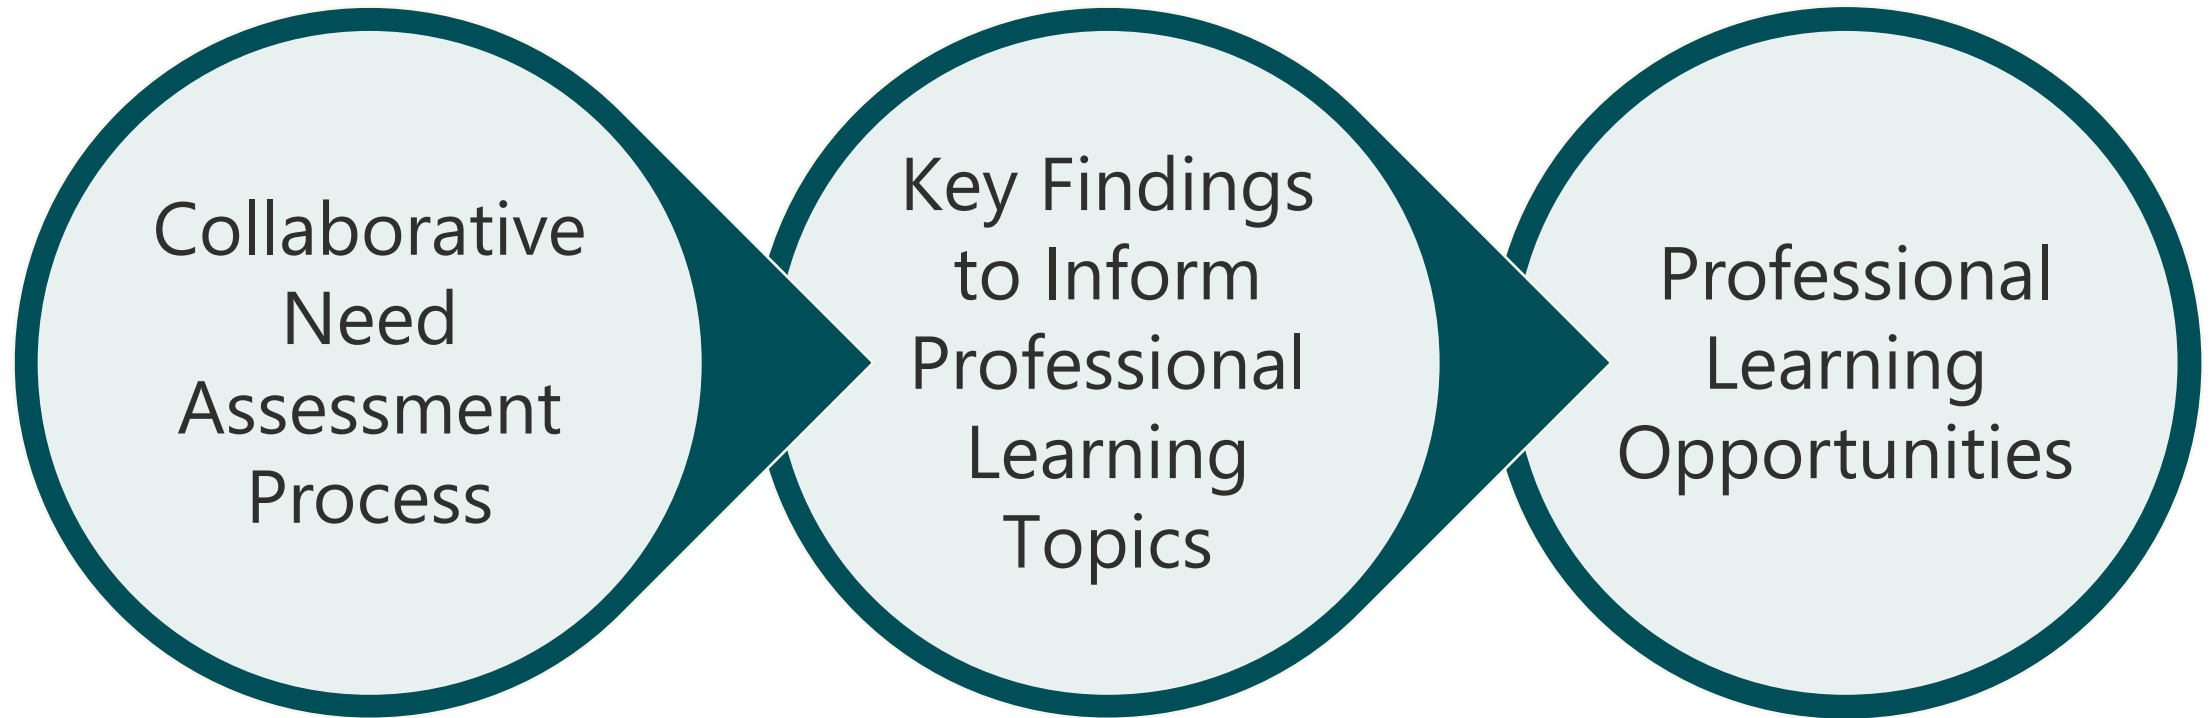 Collaborative
Need
Assessment
Process
Key Findings
to Inform
Professional
Learning
Topics
Professional
Learning
Opportunities